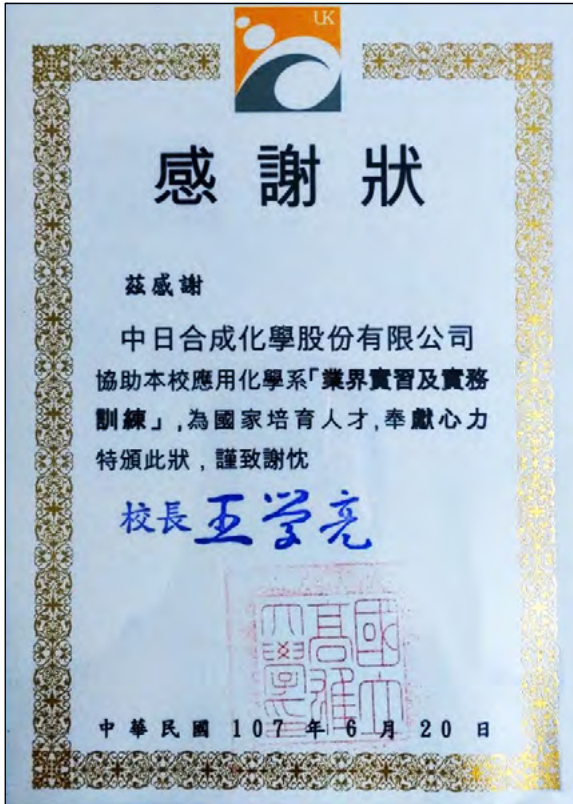 UK
感謝狀
茲感謝
中日合成化學股份有限公司
協助本校應用化學系「業界實習及實務
訓練」,為國家培育人才,奉獻心力
特頒此狀，謹致謝忱
校長 王学亮
國立高雄大學
中華民國 107 年 6 月 20 日